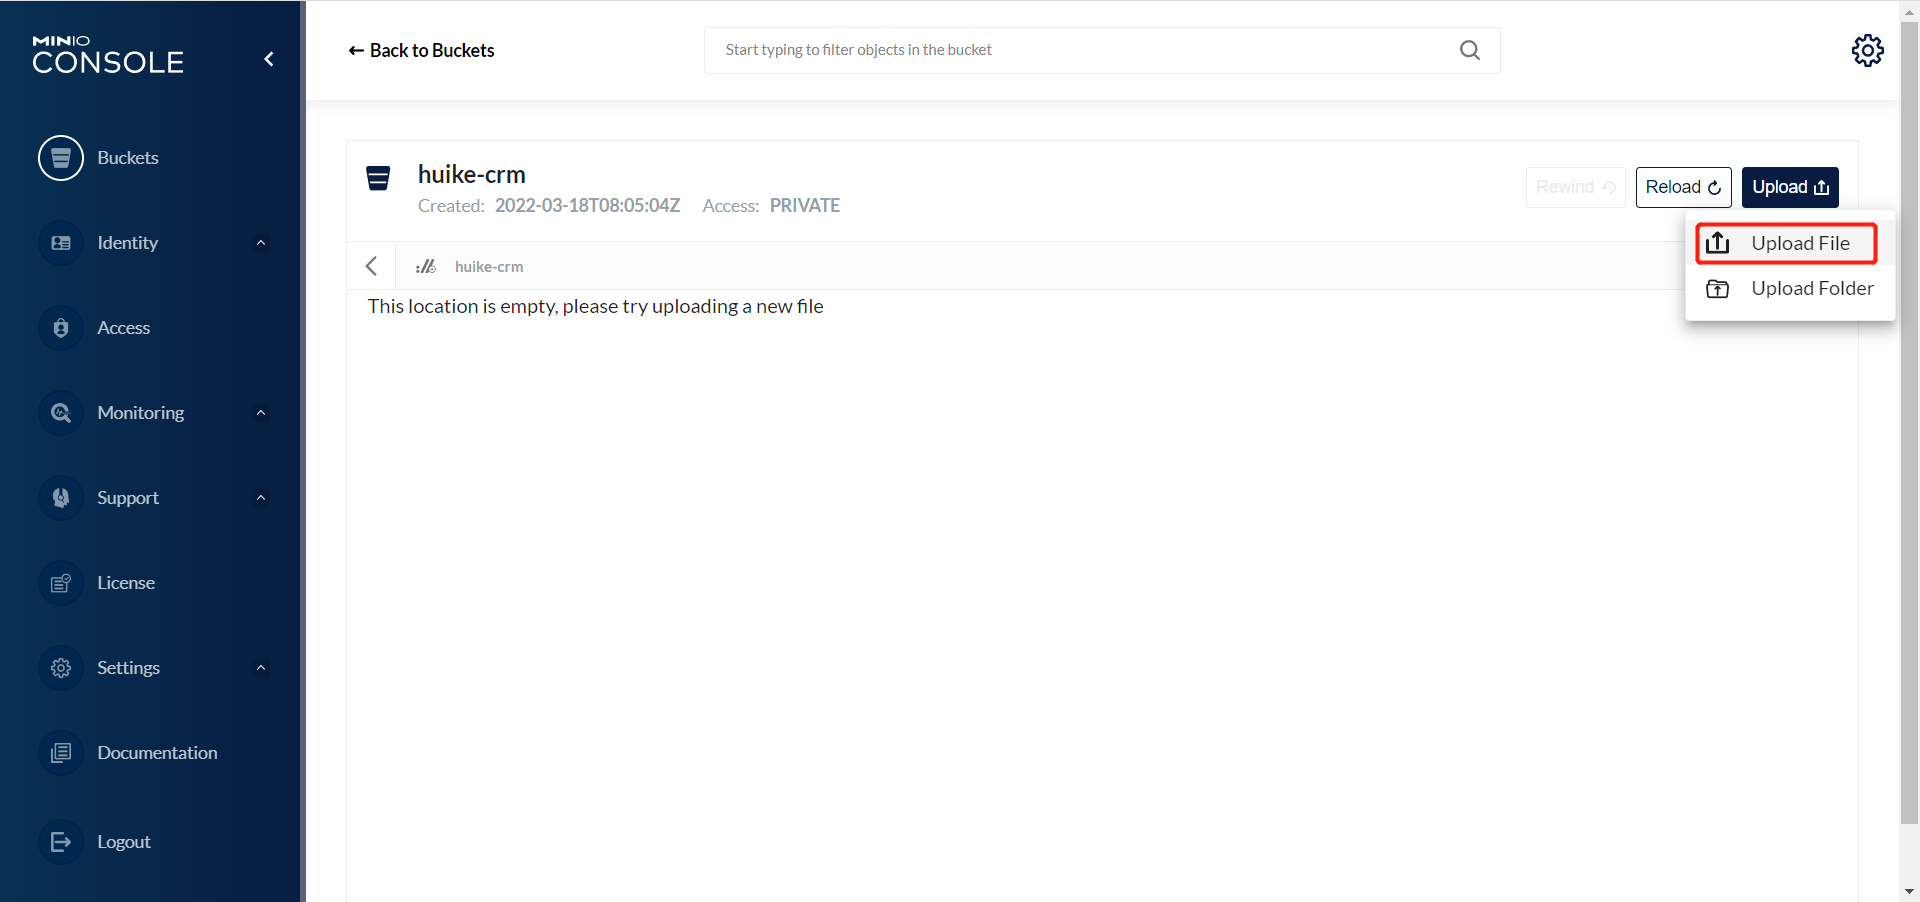 MINIO
CONSOLE
Buckets
Identity
Access
Monitoring
Support
License
Settings
Documentation
Logout
Back to Buckets
Start typing to filter objects in the bucket
huike-crm
Created: 2022-03-18T08:05:04Z Access: PRIVATE
Rewind
Reload
Upload
Upload File
Upload Folder
huike-crm
This location is empty, please try uploading a new file